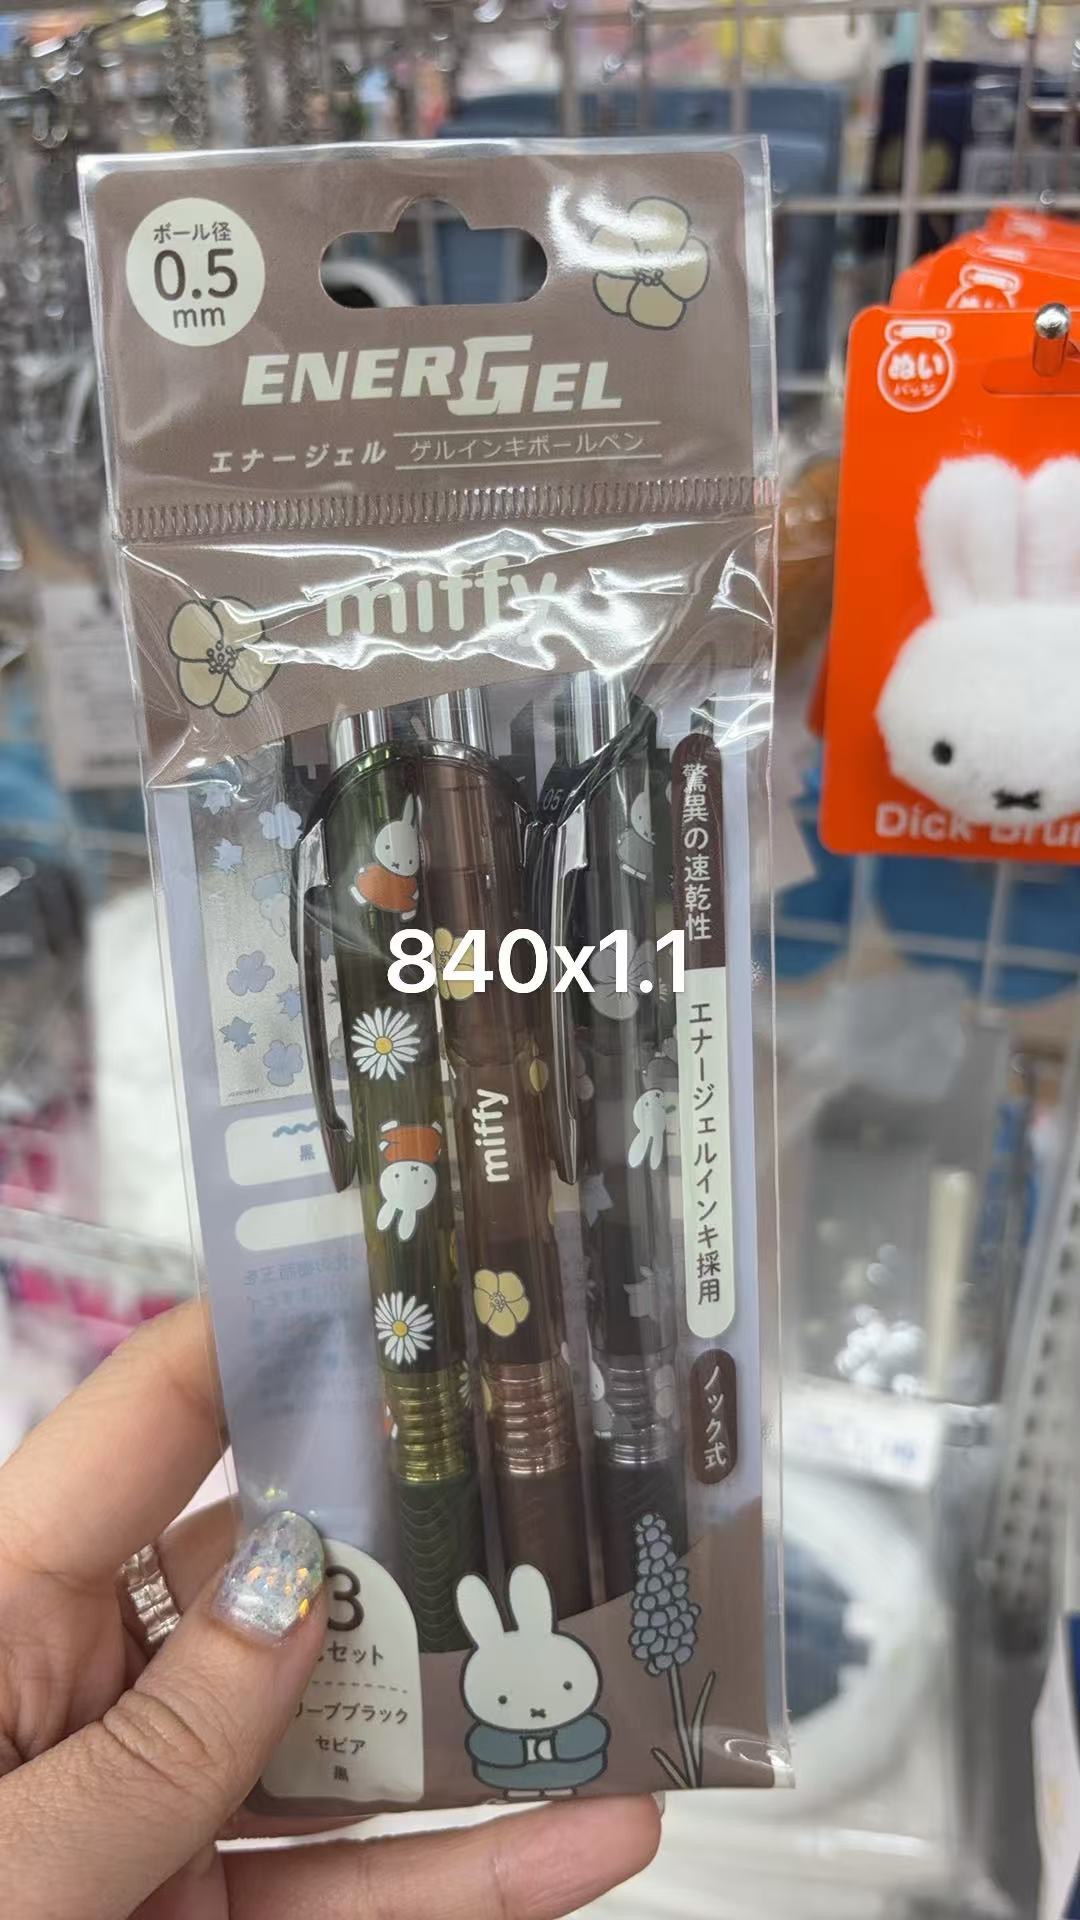 ボール径
0.5
mm
ENERGEL
エナージェル ゲルインキボールペン
miffy
05
驚異の速乾性
エナージェルインキ採用
ノック式
840x1.1
miffy
黒
3
セット
リーブブラック
セピア
黒
ぬい
バッジ
Dick Bru